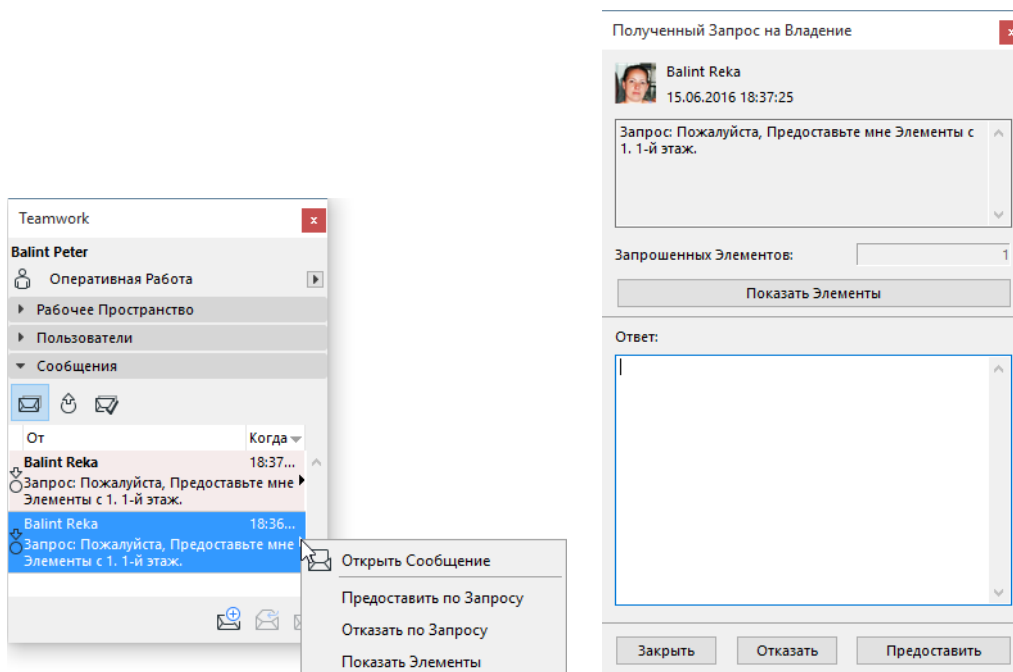 Teamwork
Balint Peter
Оперативная Работа
Рабочее Пространство
Пользователи
Сообщения
От Когда
Balint Reka 18:37...
Запрос: Пожалуйста, Предоставьте мне
Элементы с 1. 1-й этаж.
Balint Reka 18:36...
Запрос: Пожалуйста, Предоставьте мне
Элементы с 1. 1-й этаж.
Открыть Сообщение
Предоставить по Запросу
Отказать по Запросу
Показать Элементы
Полученный Запрос на Владение
Balint Reka
15.06.2016 18:37:25
Запрос: Пожалуйста, Предоставьте мне Элементы с
1. 1-й этаж.
Запрошенных Элементов: 1
Показать Элементы
Ответ:
Закрыть Отказать Предоставить